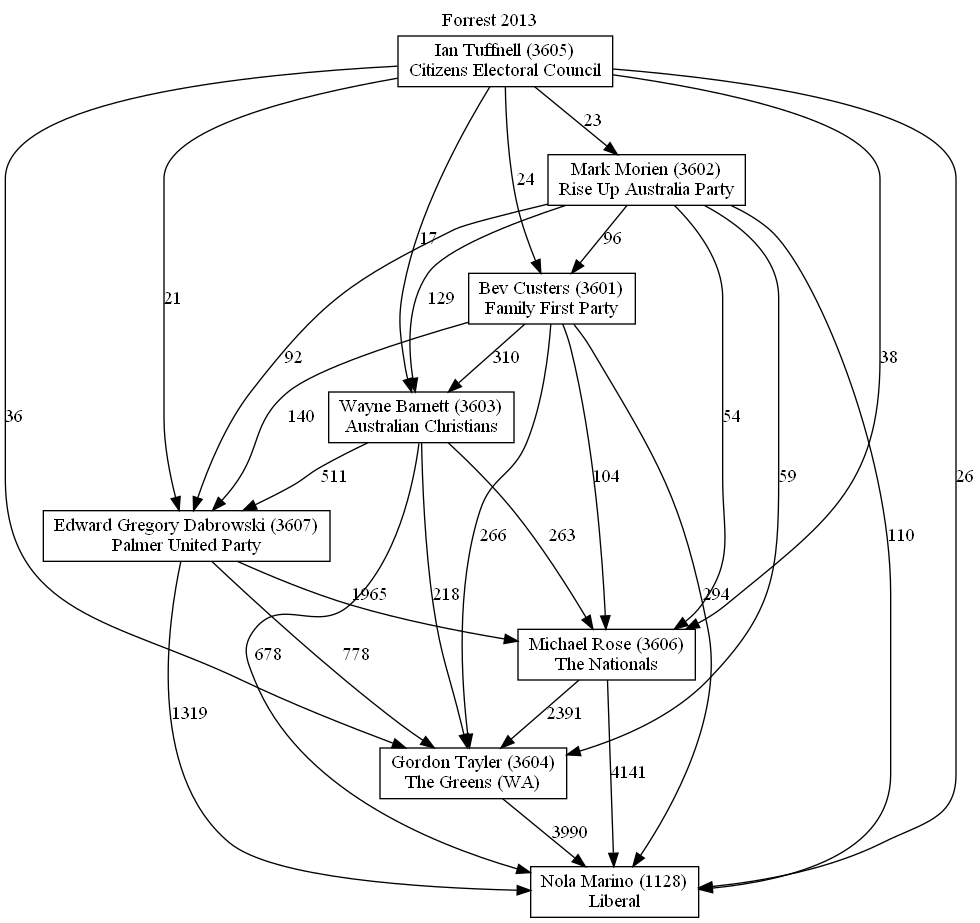 Forrest 2013
Ian Tuffnell (3605)
Citizens Electoral Council
23
Mark Morien (3602)
Rise Up Australia Party
24
17
96
Bev Custers (3601)
Family First Party
21
129
92
310
38
Wayne Barnett (3603)
Australian Christians
36
140
54
26
511
104
59
Edward Gregory Dabrowski (3607)
Palmer United Party
266
263
110
1965
218
294
Michael Rose (3606)
The Nationals
678
778
1319
2391
Gordon Tayler (3604)
The Greens (WA)
4141
3990
Nola Marino (1128)
Liberal